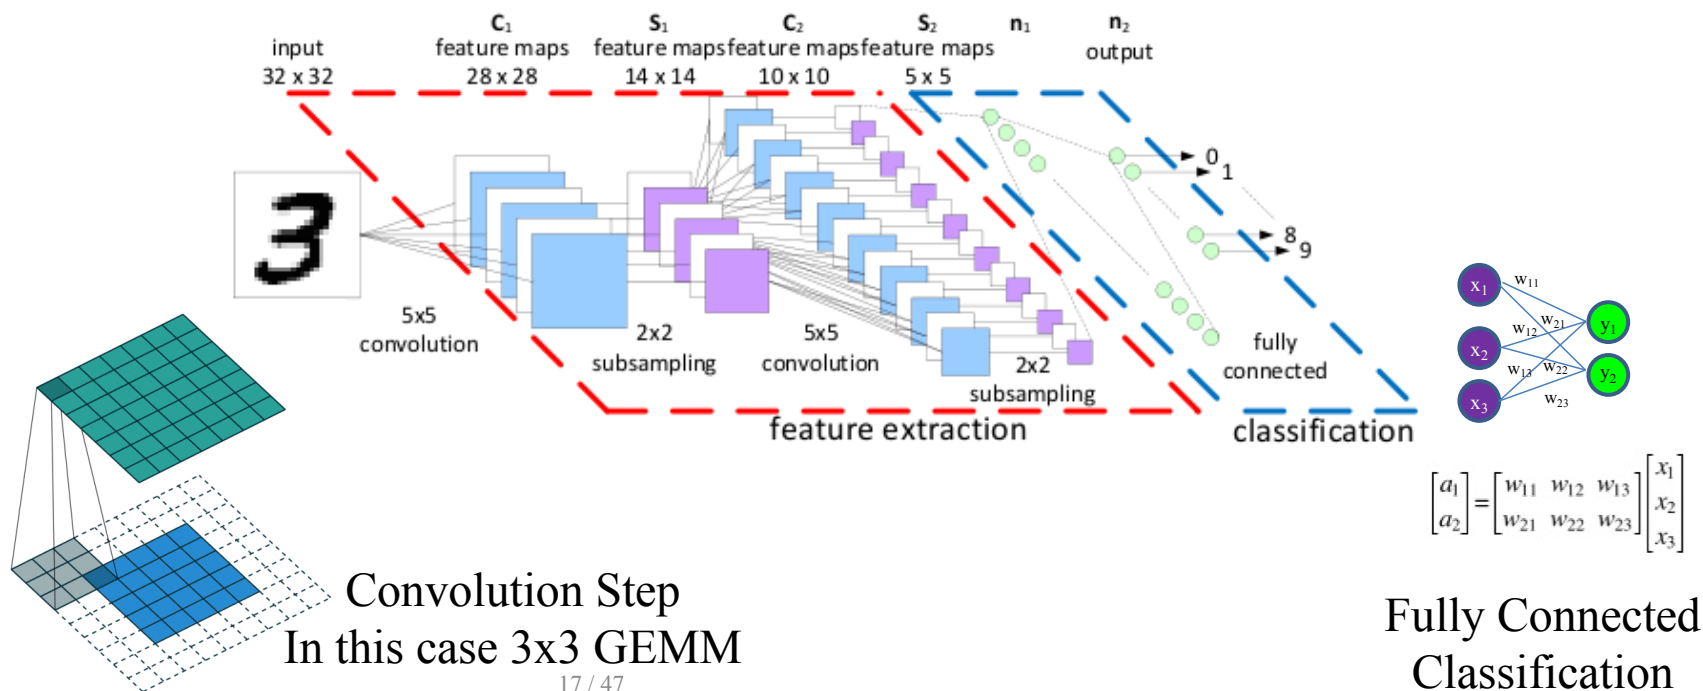 C₁ S₁ C₂ S₂ n₁ n₂
input feature maps feature maps feature maps feature maps output
32 x 32 28 x 28 14 x 14 10 x 10 5 x 5
3
0
1
8
9
5x5
convolution
2x2
subsampling
5x5
convolution
2x2
subsampling
fully
connected
feature extraction
classification
x₁ w₁₁
w₂₁ y₁
x₂ w₁₂
w₁₃ w₂₂ y₂
x₃ w₂₃
[a₁ a₂] = [w₁₁ w₁₂ w₁₃ w₂₁ w₂₂ w₂₃] [x₁ x₂ x₃]
Convolution Step
In this case 3x3 GEMM
17 / 47
Fully Connected
Classification